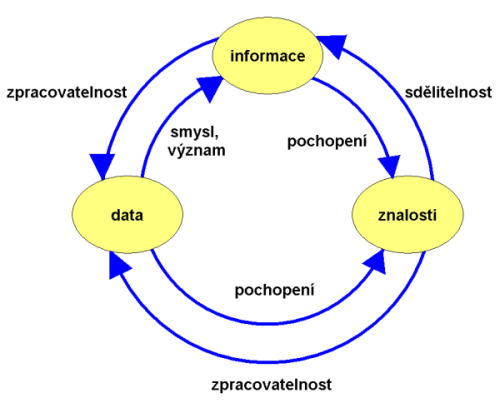 informace
zpracovatelnost
sdělitelnost
smysl,
význam
pochopení
data
znalosti
pochopení
zpracovatelnost